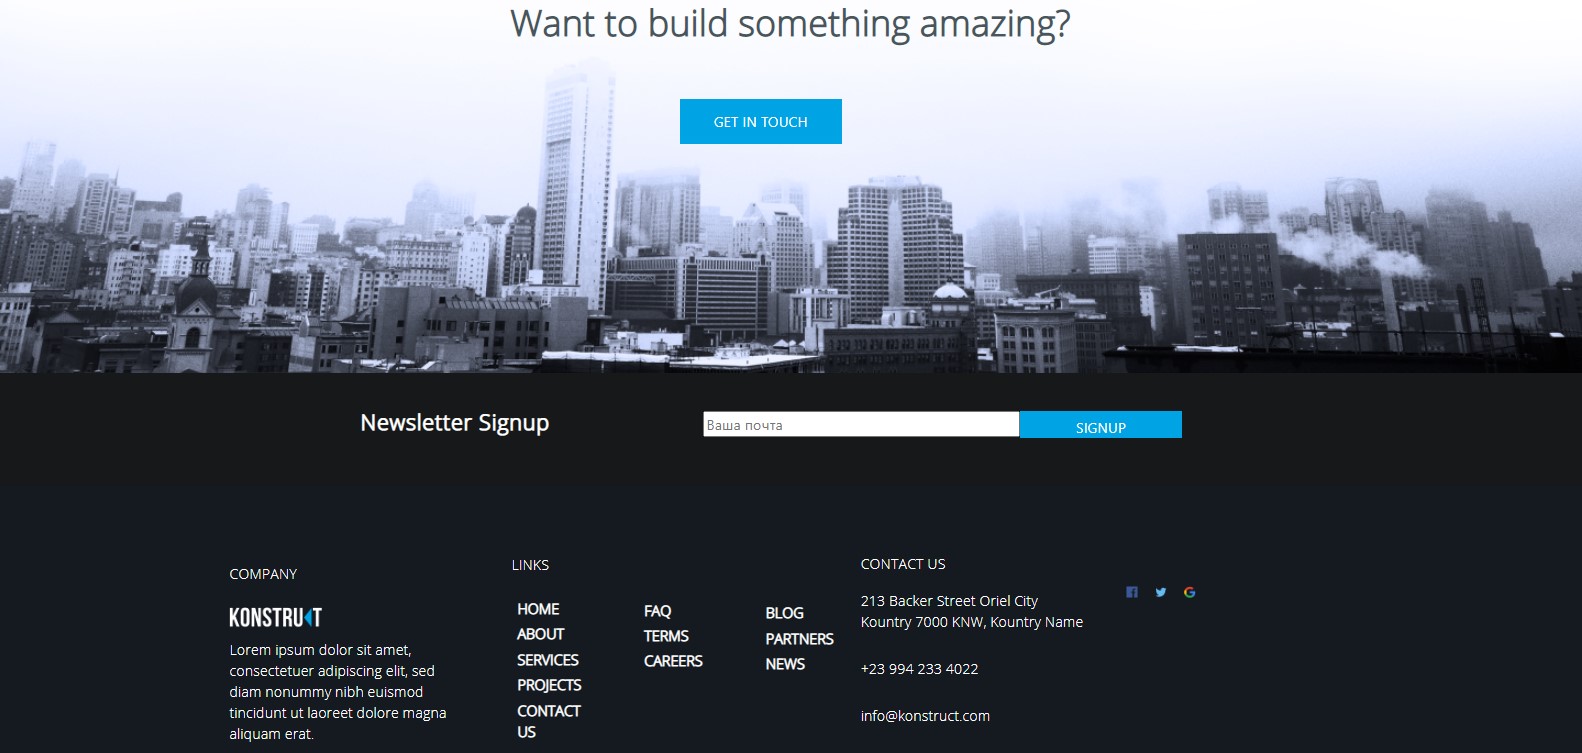 Want to build something amazing?
GET IN TOUCH
Newsletter Signup
Ваша почта
SIGNUP
COMPANY
KONSTRUKT
Lorem ipsum dolor sit amet,
consectetuer adipiscing elit, sed
diam nonummy nibh euismod
tincidunt ut laoreet dolore magna
aliquam erat.
LINKS
HOME
ABOUT
SERVICES
PROJECTS
CONTACT
US
FAQ
TERMS
CAREERS
BLOG
PARTNERS
NEWS
CONTACT US
213 Backer Street Oriel City
Kountry 7000 KNW, Kountry Name
+23 994 233 4022
info@konstruct.com